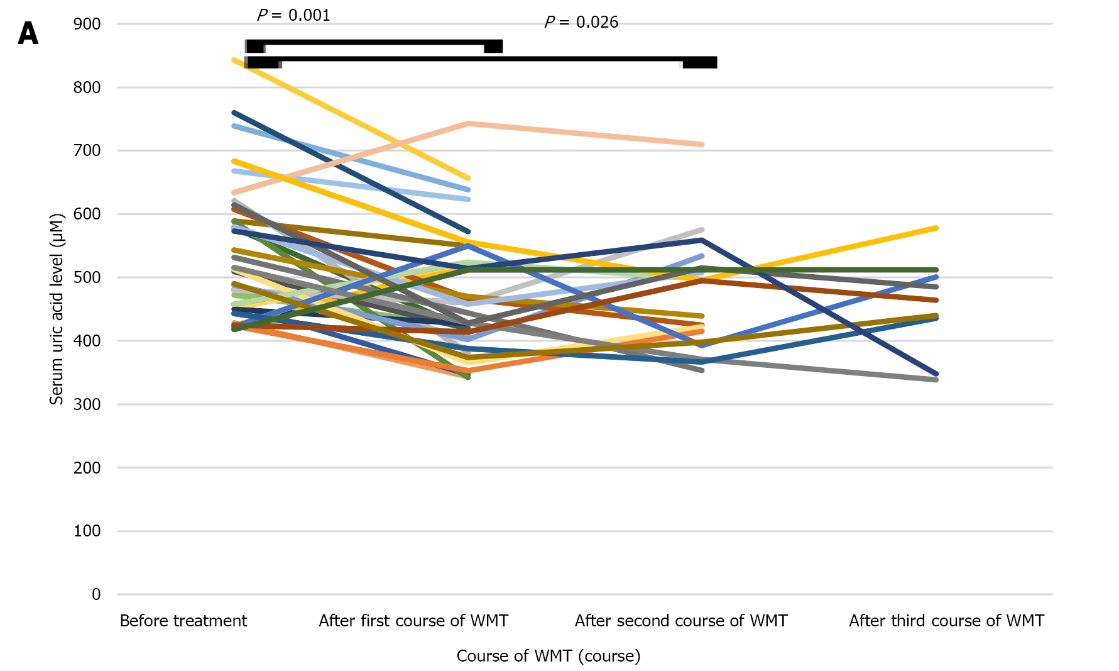 A
P = 0.001
P = 0.026
900
800
700
600
500
400
300
200
100
0
Serum uric acid level (μM)
Before treatment
After first course of WMT
After second course of WMT
After third course of WMT
Course of WMT (course)